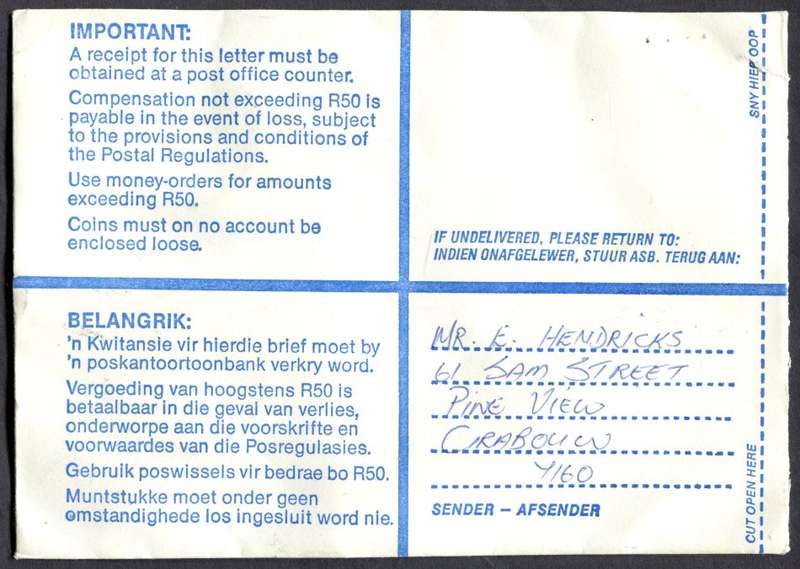 IMPORTANT:
A receipt for this letter must be
obtained at a post office counter.
Compensation not exceeding R50 is
payable in the event of loss, subject
to the provisions and conditions of
the Postal Regulations.
Use money-orders for amounts
exceeding R50.
Coins must on no account be
enclosed loose.
IF UNDELIVERED, PLEASE RETURN TO:
INDIEN ONAFGELEWER, STUUR ASB. TERUG AAN:
SNY HIER OOP
BELANGRIK:
'n Kwitansie vir hierdie brief moet by
'n poskantoortoonbank verkry word.
Vergoeding van hoogstens R50 is
betaalbaar in die geval van verlies,
onderworpe aan die voorskrifte en
voorwaardes van die Posregulasies.
Gebruik poswissels vir bedrae bo R50.
Muntstukke moet onder geen
omstandighede los ingesluit word nie.
MR. E. HENDRICKS
61 SAM STREET
PINE VIEW
GRABOUW
7160
SENDER – AFSENDER
CUT OPEN HERE